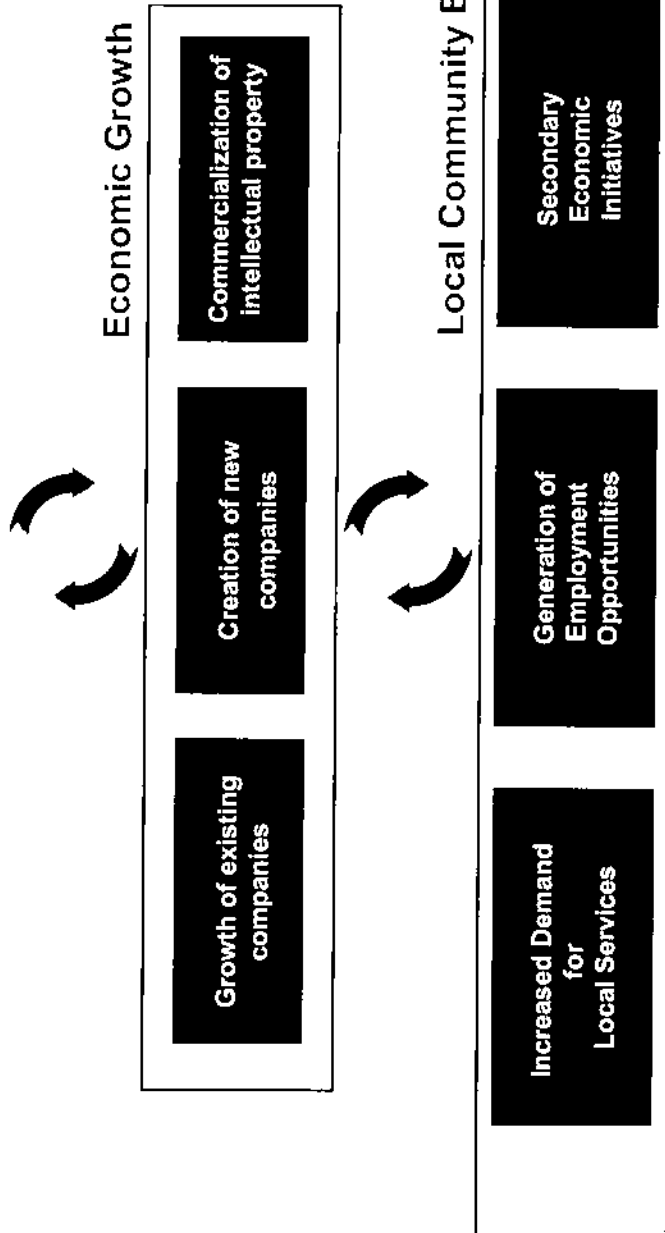 Economic Growth
Growth of existing
companies
Creation of new
companies
Commercialization of
intellectual property
Local Community
Increased Demand
for
Local Services
Generation of
Employment
Opportunities
Secondary
Economic
Initiatives